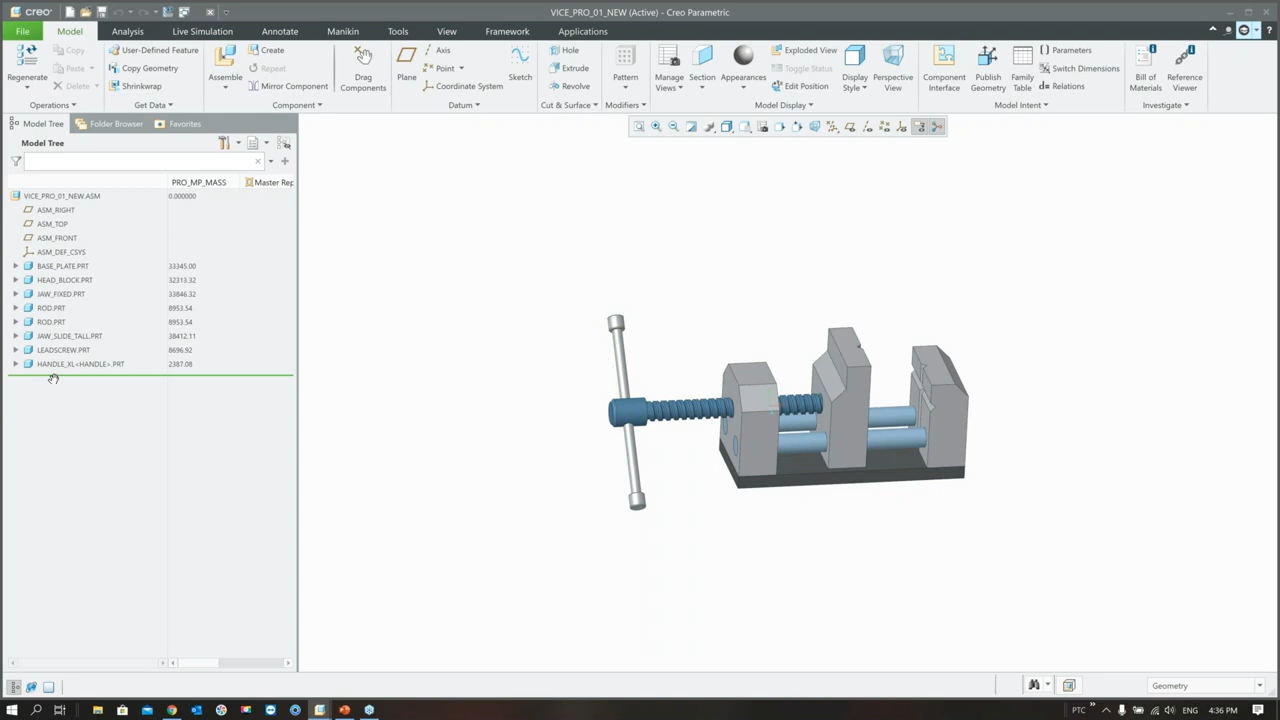 creo
VICE_PRO_01_NEW (Active) - Creo Parametric
File
Model
Analysis
Live Simulation
Annotate
Manikin
Tools
View
Framework
Applications
Regenerate
Copy
Paste
Delete
Operations
User-Defined Feature
Copy Geometry
Shrinkwrap
Get Data
Assemble
Create
Repeat
Mirror Component
Component
Drag Components
Plane
Axis
Point
Coordinate System
Sketch
Datum
Hole
Extrude
Revolve
Cut & Surface
Pattern
Modifiers
Manage Views
Section
Appearances
Exploded View
Toggle Status
Edit Position
Display Style
Perspective View
Model Display
Component Interface
Publish Geometry
Family Table
Parameters
Switch Dimensions
Relations
Model Intent
Bill of Materials
Reference Viewer
Investigate
Model Tree
Folder Browser
Favorites
Model Tree
PRO_MP_MASS
Master Rep
VICE_PRO_01_NEW.ASM 0.000000
ASM_RIGHT
ASM_TOP
ASM_FRONT
ASM_DEF_CSYS
BASE_PLATE.PRT 33345.00
HEAD_BLOCK.PRT 32313.32
JAW_FIXED.PRT 33846.32
ROD.PRT 8953.54
ROD.PRT 8953.54
JAW_SLIDE_TALL.PRT 38412.11
LEADSCREW.PRT 8696.92
HANDLE_XL<HANDLE>.PRT 2387.08
Geometry
PTC
ENG
4:36 PM